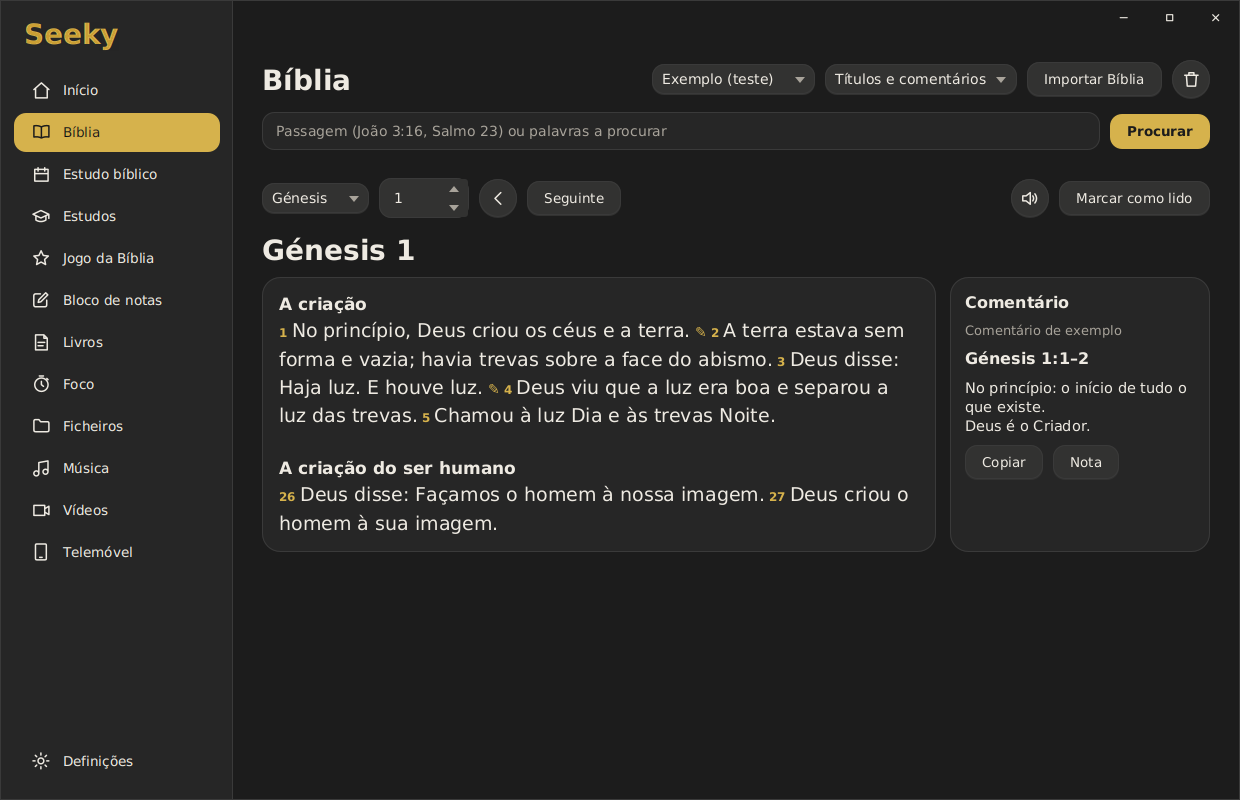 Seeky
Início
Bíblia
Estudo bíblico
Estudos
Jogo da Bíblia
Bloco de notas
Livros
Foco
Ficheiros
Música
Vídeos
Telemóvel
Definições
Bíblia
Exemplo (teste)
Títulos e comentários
Importar Bíblia
Passagem (João 3:16, Salmo 23) ou palavras a procurar
Procurar
Génesis
1
Seguinte
Marcar como lido
Génesis 1
A criação
1 No princípio, Deus criou os céus e a terra. ✎ 2 A terra estava sem
forma e vazia; havia trevas sobre a face do abismo. 3 Deus disse:
Haja luz. E houve luz. ✎ 4 Deus viu que a luz era boa e separou a
luz das trevas. 5 Chamou à luz Dia e às trevas Noite.
A criação do ser humano
26 Deus disse: Façamos o homem à nossa imagem. 27 Deus criou o
homem à sua imagem.
Comentário
Comentário de exemplo
Génesis 1:1–2
No princípio: o início de tudo o
que existe.
Deus é o Criador.
Copiar
Nota